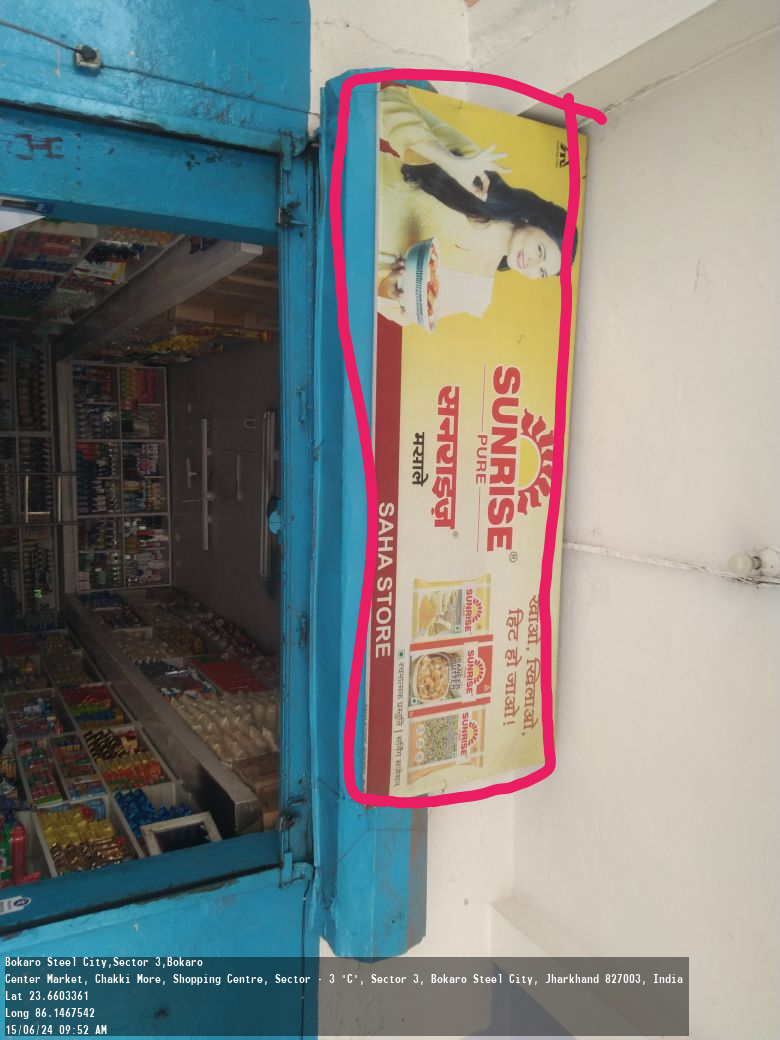 SUNRISE®
PURE
सनराइज़®
मसाले
खाओ, खिलाओ,
हिट हो जाओ!
SUNRISE
SUNRISE
PANEER
BUTTER
SUNRISE
SAHA STORE
Bokaro Steel City,Sector 3,Bokaro
Center Market, Chakki More, Shopping Centre, Sector - 3 "C", Sector 3, Bokaro Steel City, Jharkhand 827003, India
Lat 23.6603361
Long 86.1467542
15/06/24 09:52 AM